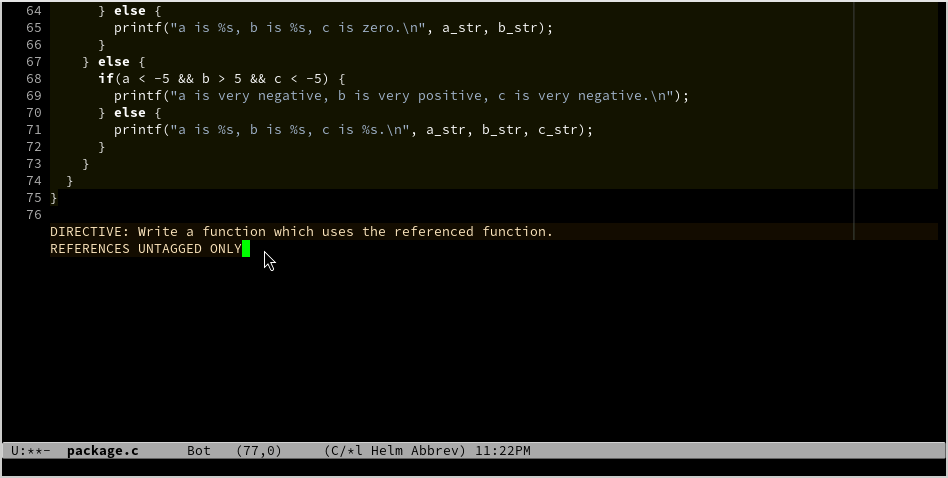 64       } else {
65         printf("a is %s, b is %s, c is zero.\n", a_str, b_str);
66       }
67     } else {
68       if(a < -5 && b > 5 && c < -5) {
69         printf("a is very negative, b is very positive, c is very negative.\n");
70       } else {
71         printf("a is %s, b is %s, c is %s.\n", a_str, b_str, c_str);
72       }
73     }
74   }
75 }
76
DIRECTIVE: Write a function which uses the referenced function.
REFERENCES UNTAGGED ONLY
U:**-  package.c      Bot   (77,0)     (C/*l Helm Abbrev) 11:22PM